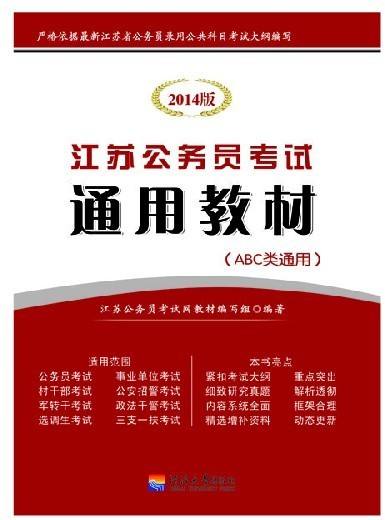 严格依据最新江苏省公务员录用公共科目考试大纲编写
2014版
江苏公务员考试
通用教材
(ABC类通用)
江苏公务员考试网教材编写组◎编著
适用范围
公务员考试 事业单位考试
村干部考试 公安招警考试
军转干考试 政法干警考试
选调生考试 三支一扶考试
本书亮点
紧扣考试大纲 重点突出
细致研究真题 解析透彻
内容系统全面 框架合理
精选增补资料 动态更新
河海大学出版社